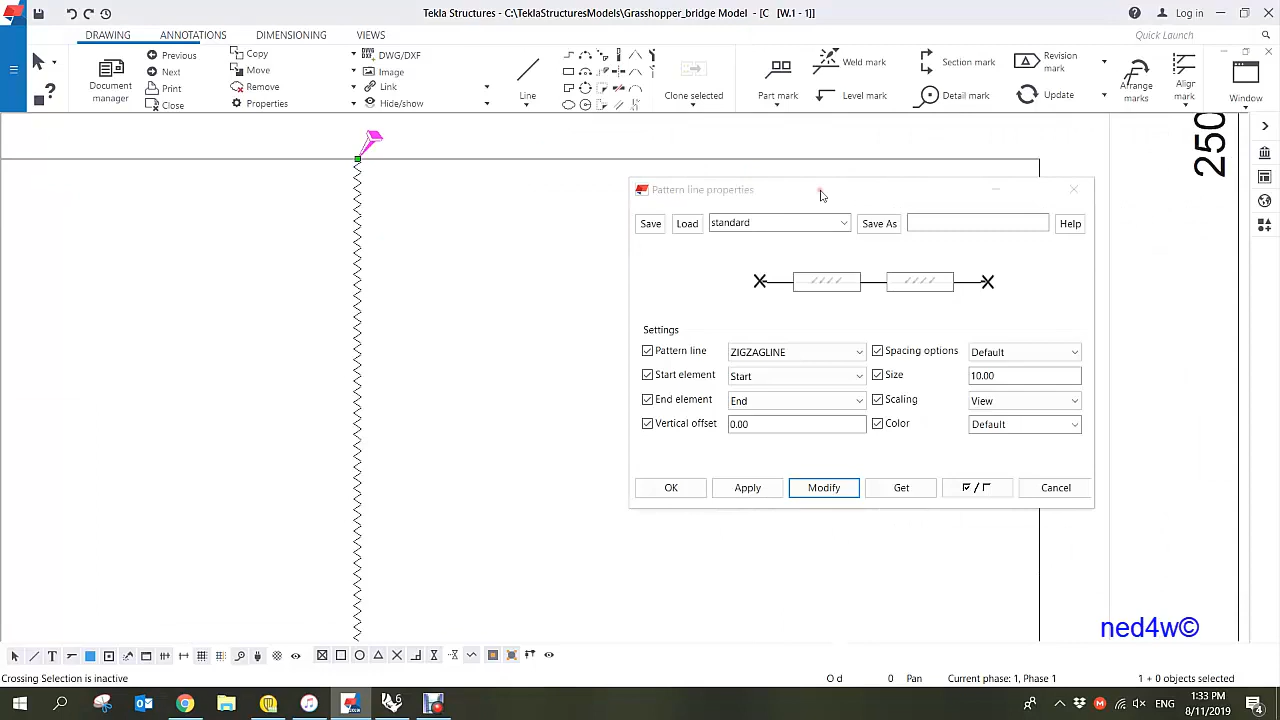 Tekla Structures - C:\TeklaStructuresModels\Grasshopper_bridge Model - [C [W.1 - 1]]
Log in
DRAWING ANNOTATIONS DIMENSIONING VIEWS
Quick Launch
Document manager
Previous
Next
Print
Close
Copy
Move
Remove
Properties
DWG/DXF
Image
Link
Hide/show
Line
Clone selected
Part mark
Weld mark
Level mark
Section mark
Detail mark
Revision mark
Update
Arrange marks
Align mark
Window
250
Pattern line properties
Save Load standard Save As Help
Settings
Pattern line ZIGZAGLINE Spacing options Default
Start element Start Size 10.00
End element End Scaling View
Vertical offset 0.00 Color Default
OK Apply Modify Get Cancel
ned4w©
Crossing Selection is inactive O d 0 Pan Current phase: 1, Phase 1 1 + 0 objects selected
ENG 1:33 PM
8/11/2019